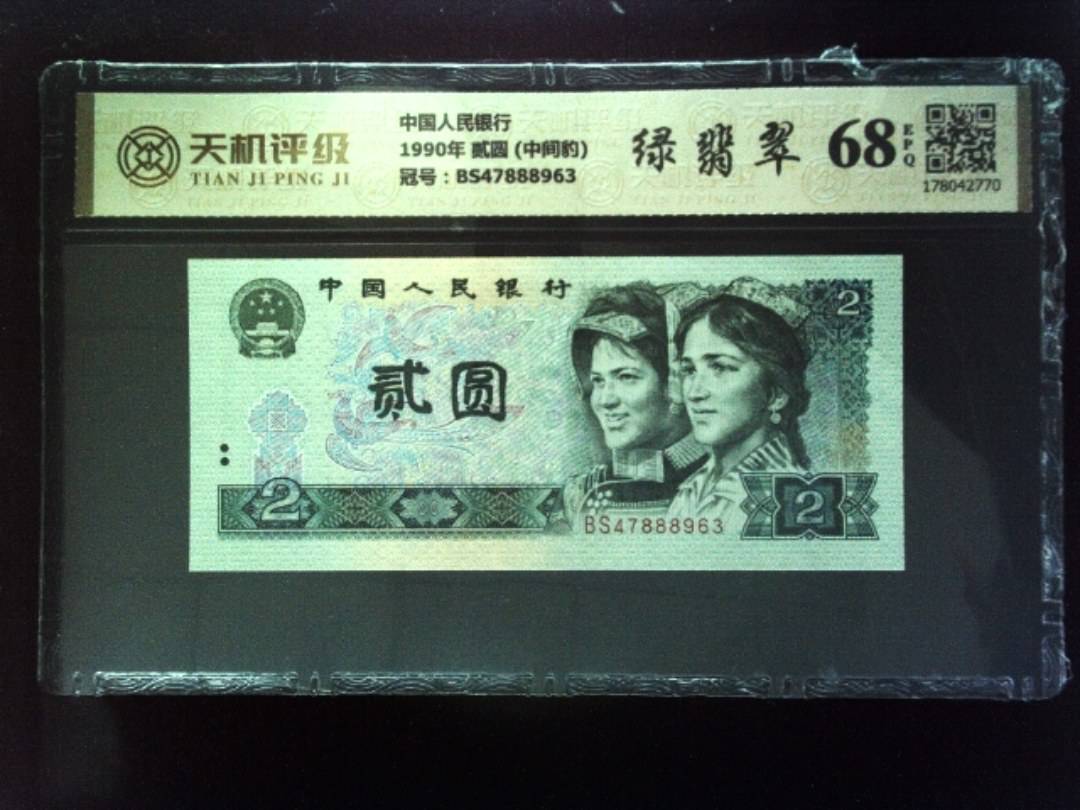 天机评级
TIAN JI PING JI
中国人民银行
1990年 贰圆 (中间豹)
冠号：BS47888963
绿翡翠
68
EPQ
178042770
中国人民银行
2
贰圆
2
BS47888963
2